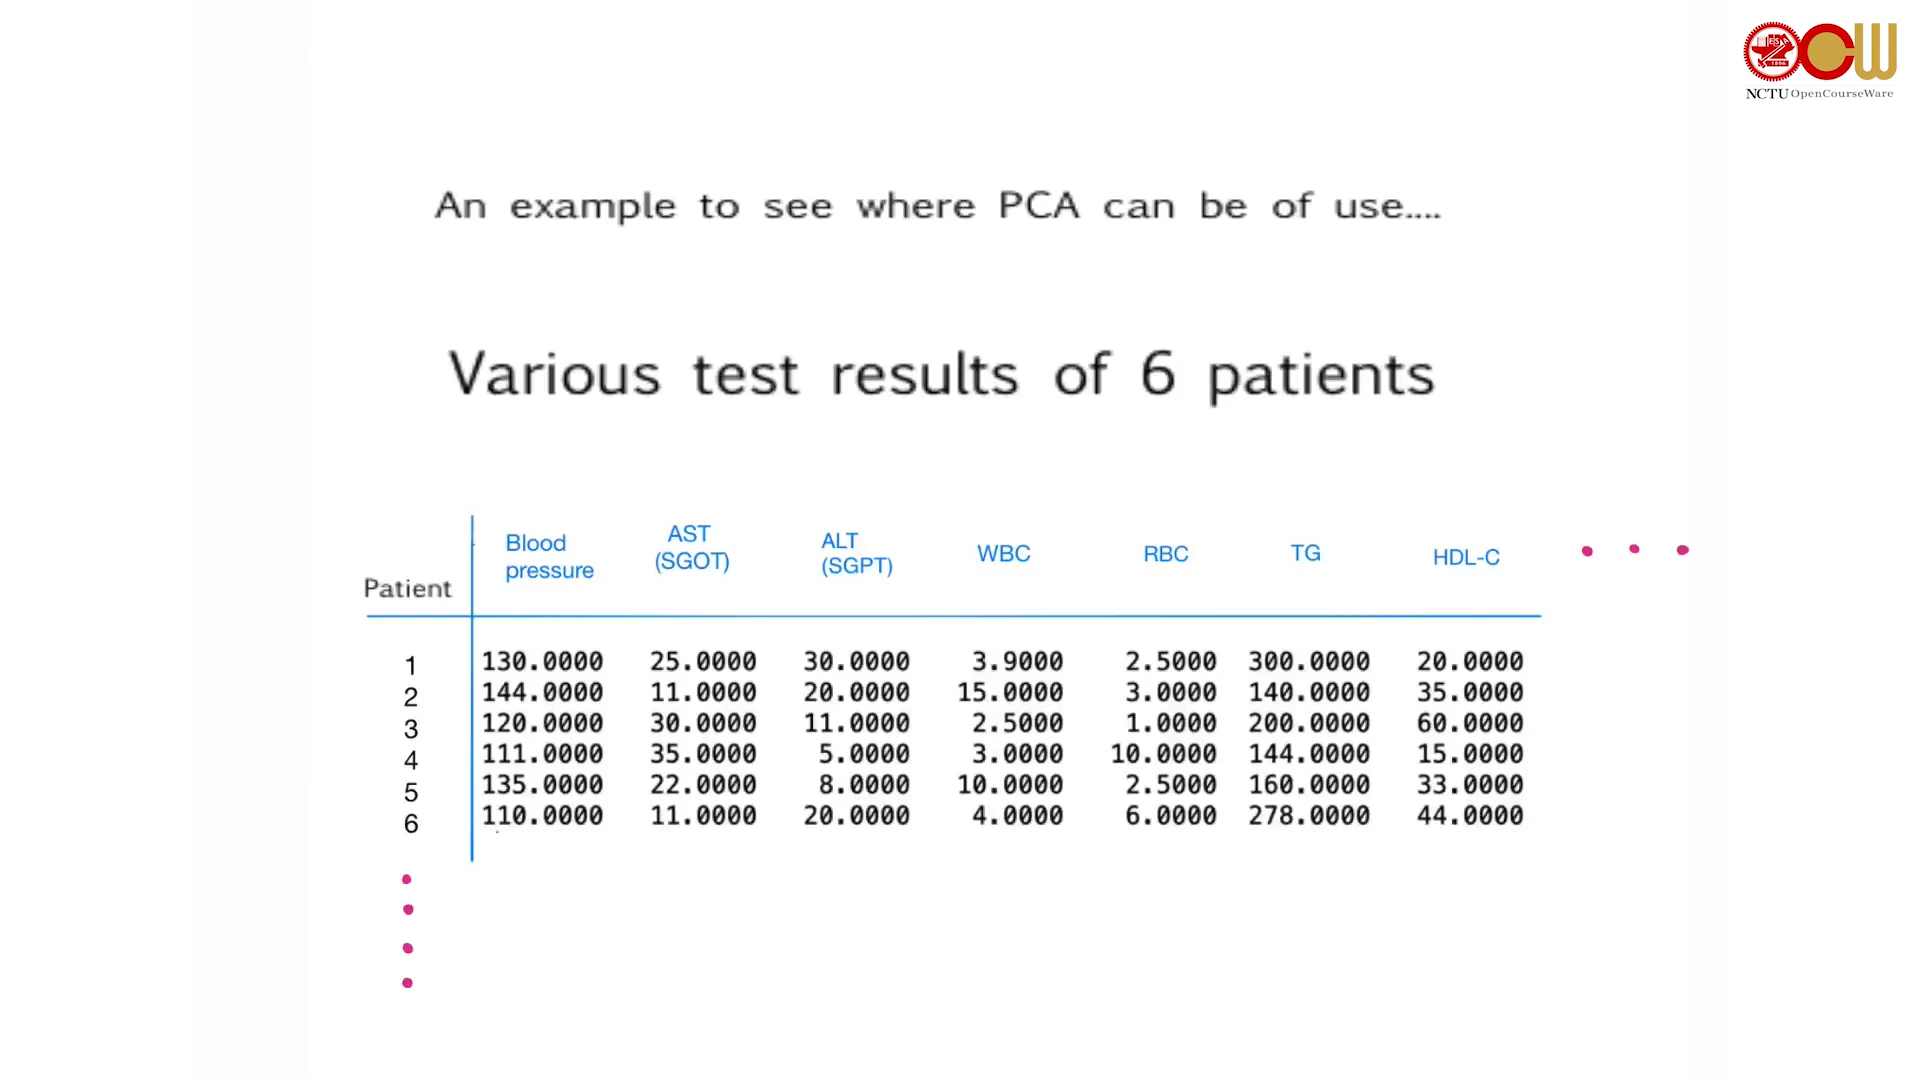 NCTU OpenCourseWare
An example to see where PCA can be of use....
Various test results of 6 patients
Patient Blood pressure AST (SGOT) ALT (SGPT) WBC RBC TG HDL-C
1 130.0000 25.0000 30.0000 3.9000 2.5000 300.0000 20.0000
2 144.0000 11.0000 20.0000 15.0000 3.0000 140.0000 35.0000
3 120.0000 30.0000 11.0000 2.5000 1.0000 200.0000 60.0000
4 111.0000 35.0000 5.0000 3.0000 10.0000 144.0000 15.0000
5 135.0000 22.0000 8.0000 10.0000 2.5000 160.0000 33.0000
6 110.0000 11.0000 20.0000 4.0000 6.0000 278.0000 44.0000